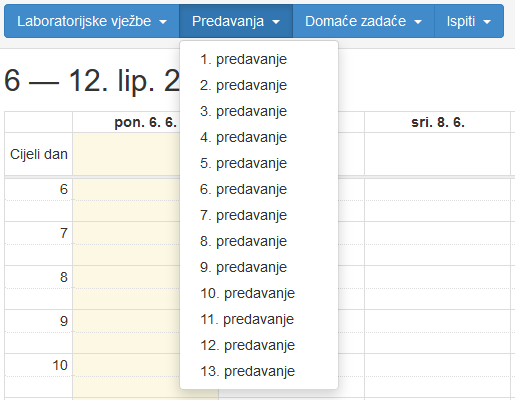 Laboratorijske vježbe Predavanja Domaće zadaće Ispiti
1. predavanje
2. predavanje
3. predavanje
4. predavanje
5. predavanje
6. predavanje
7. predavanje
8. predavanje
9. predavanje
10. predavanje
11. predavanje
12. predavanje
13. predavanje
6 — 12. lip. 2
pon. 6. 6. sri. 8. 6.
Cijeli dan
6
7
8
9
10